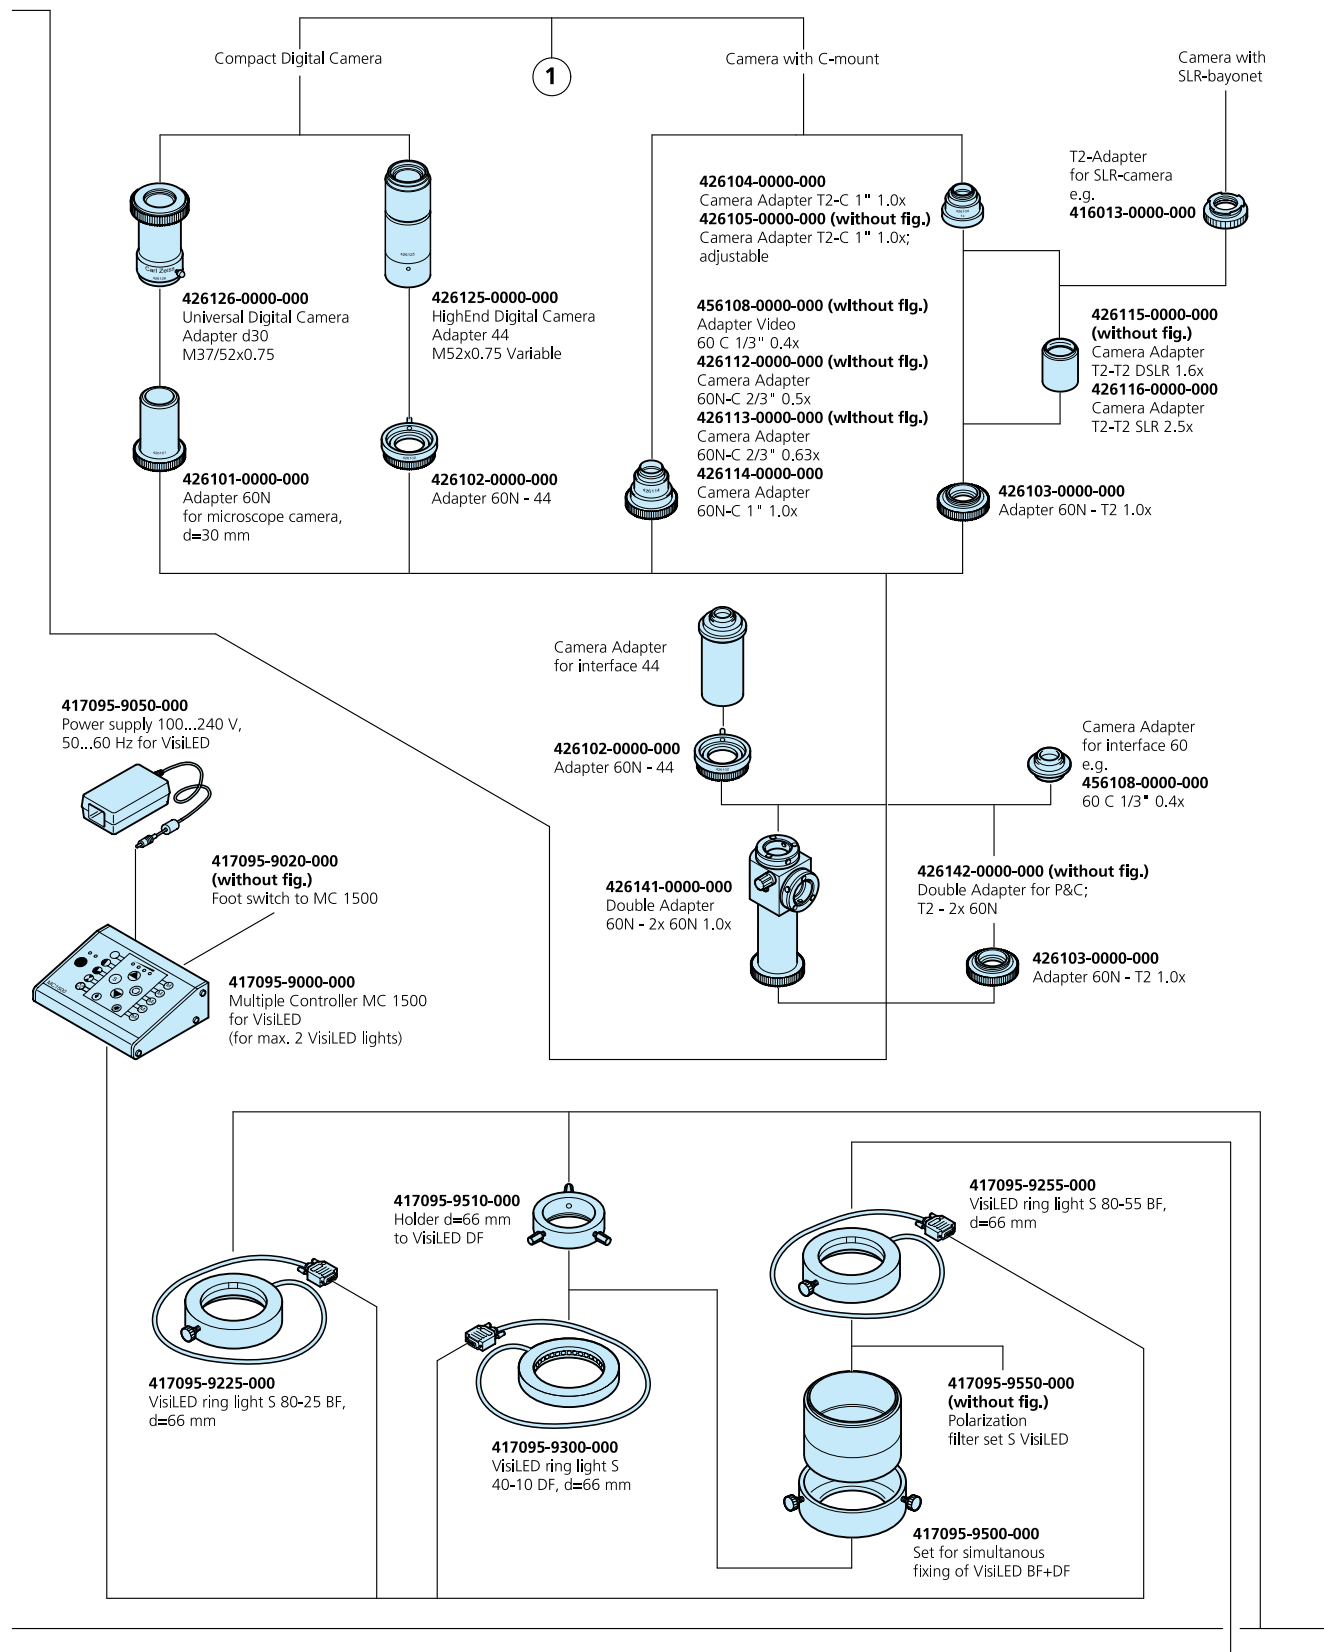 Compact Digital Camera
1
Camera with C-mount
Camera with
SLR-bayonet
T2-Adapter
for SLR-camera
e.g.
416013-0000-000
426104-0000-000
Camera Adapter T2-C 1" 1.0x
426105-0000-000 (without fig.)
Camera Adapter T2-C 1" 1.0x;
adjustable
Carl Zeiss
426126
426125
426126-0000-000
Universal Digital Camera
Adapter d30
M37/52x0.75
426125-0000-000
HighEnd Digital Camera
Adapter 44
M52x0.75 Variable
456108-0000-000 (without fig.)
Adapter Video
60 C 1/3" 0.4x
426112-0000-000 (without fig.)
Camera Adapter
60N-C 2/3" 0.5x
426113-0000-000 (without fig.)
Camera Adapter
60N-C 2/3" 0.63x
426114-0000-000
Camera Adapter
60N-C 1" 1.0x
426115-0000-000
(without fig.)
Camera Adapter
T2-T2 DSLR 1.6x
426116-0000-000
Camera Adapter
T2-T2 SLR 2.5x
426101
426102
426114
426101-0000-000
Adapter 60N
for microscope camera,
d=30 mm
426102-0000-000
Adapter 60N - 44
426103-0000-000
Adapter 60N - T2 1.0x
Camera Adapter
for interface 44
417095-9050-000
Power supply 100...240 V,
50...60 Hz for VisiLED
426102-0000-000
Adapter 60N - 44
Camera Adapter
for interface 60
e.g.
456108-0000-000
60 C 1/3" 0.4x
417095-9020-000
(without fig.)
Foot switch to MC 1500
426141-0000-000
Double Adapter
60N - 2x 60N 1.0x
426142-0000-000 (without fig.)
Double Adapter for P&C;
T2 - 2x 60N
426103-0000-000
Adapter 60N - T2 1.0x
MC1500
417095-9000-000
Multiple Controller MC 1500
for VisiLED
(for max. 2 VisiLED lights)
417095-9510-000
Holder d=66 mm
to VisiLED DF
417095-9255-000
VisiLED ring light S 80-55 BF,
d=66 mm
417095-9225-000
VisiLED ring light S 80-25 BF,
d=66 mm
417095-9300-000
VisiLED ring light S
40-10 DF, d=66 mm
417095-9550-000
(without fig.)
Polarization
filter set S VisiLED
417095-9500-000
Set for simultanous
fixing of VisiLED BF+DF